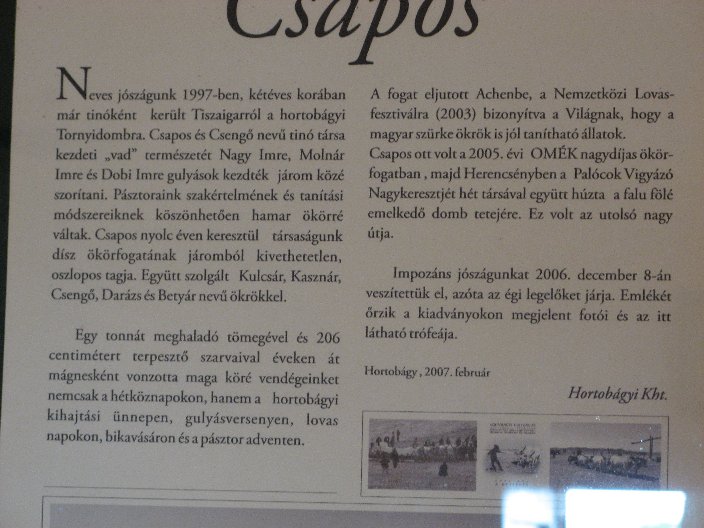 Csapos
Neves jószágunk 1997-ben, kétéves korában
már tinóként került Tiszaigarról a hortobágyi
Tornyidombra. Csapos és Csengő nevű tinó társa
kezdeti „vad” természetét Nagy Imre, Molnár
Imre és Dobi Imre gulyások kezdték járom közé
szorítani. Pásztoraink szakértelmének és tanítási
módszereiknek köszönhetően hamar ökörré
váltak. Csapos nyolc éven keresztül társaságunk
dísz ökörfogatának járomból kivethetetlen,
oszlopos tagja. Együtt szolgált Kulcsár, Kasznár,
Csengő, Darázs és Betyár nevű ökrökkel.
Egy tonnát meghaladó tömegével és 206
centimétert terpesztő szarvaival éveken át
mágnesként vonzotta maga köré vendégeinket
nemcsak a hétköznapokon, hanem a hortobágyi
kihajtási ünnepen, gulyásversenyen, lovas
napokon, bikavásáron és a pásztor adventen.
A fogat eljutott Achenbe, a Nemzetközi Lovas-
fesztiválra (2003) bizonyítva a Világnak, hogy a
magyar szürke ökrök is jól tanítható állatok.
Csapos ott volt a 2005. évi OMÉK nagydíjas ökör-
fogatban , majd Herencsényben a Palócok Vigyázó
Nagykeresztjét hét társával együtt húzta a falu fölé
emelkedő domb tetejére. Ez volt az utolsó nagy
útja.
Impozáns jószágunkat 2006. december 8-án
veszítettük el, azóta az égi legelőket járja. Emlékét
őrzik a kiadványokon megjelent fotói és az itt
látható trófeája.
Hortobágy , 2007. február
Hortobágyi Kht.